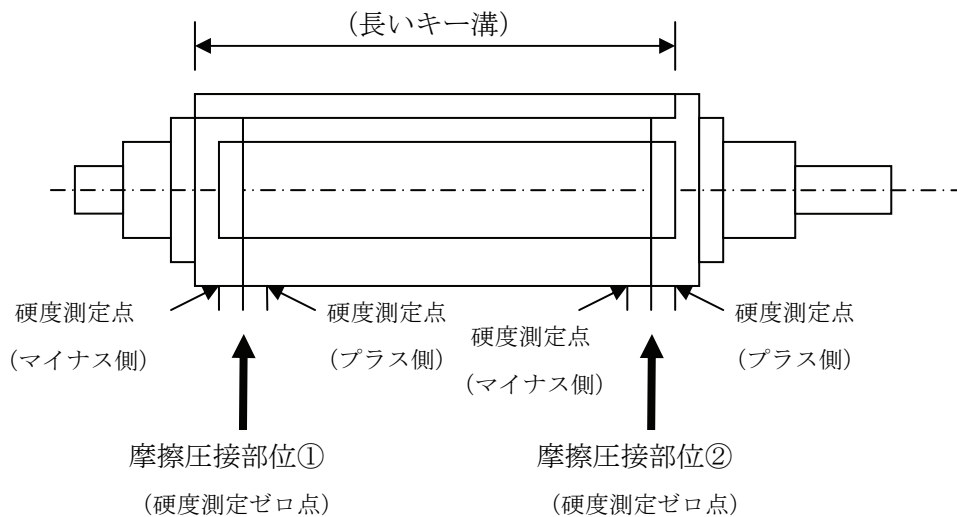 (長いキー溝)
硬度測定点
(マイナス側)
硬度測定点
(プラス側)
硬度測定点
(マイナス側)
硬度測定点
(プラス側)
摩擦圧接部位①
(硬度測定ゼロ点)
摩擦圧接部位②
(硬度測定ゼロ点)